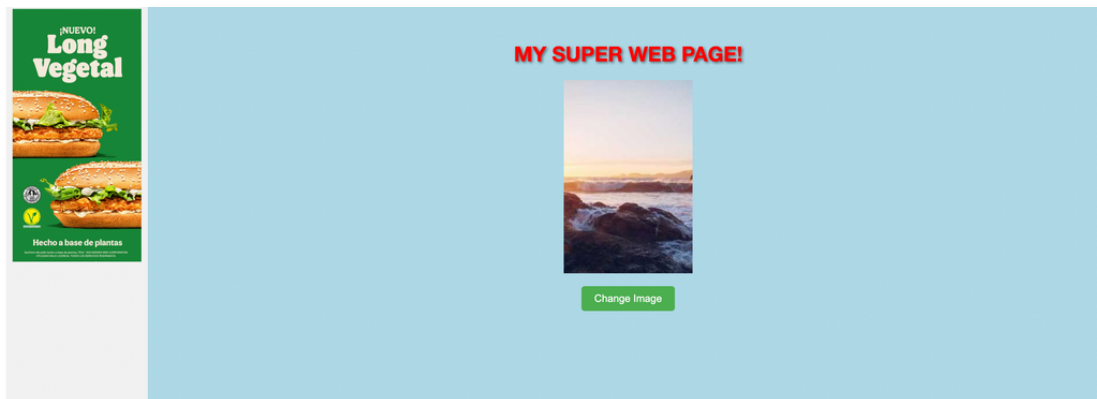 ¡NUEVO!
Long
Vegetal
Hecho a base de plantas
MY SUPER WEB PAGE!
Change Image